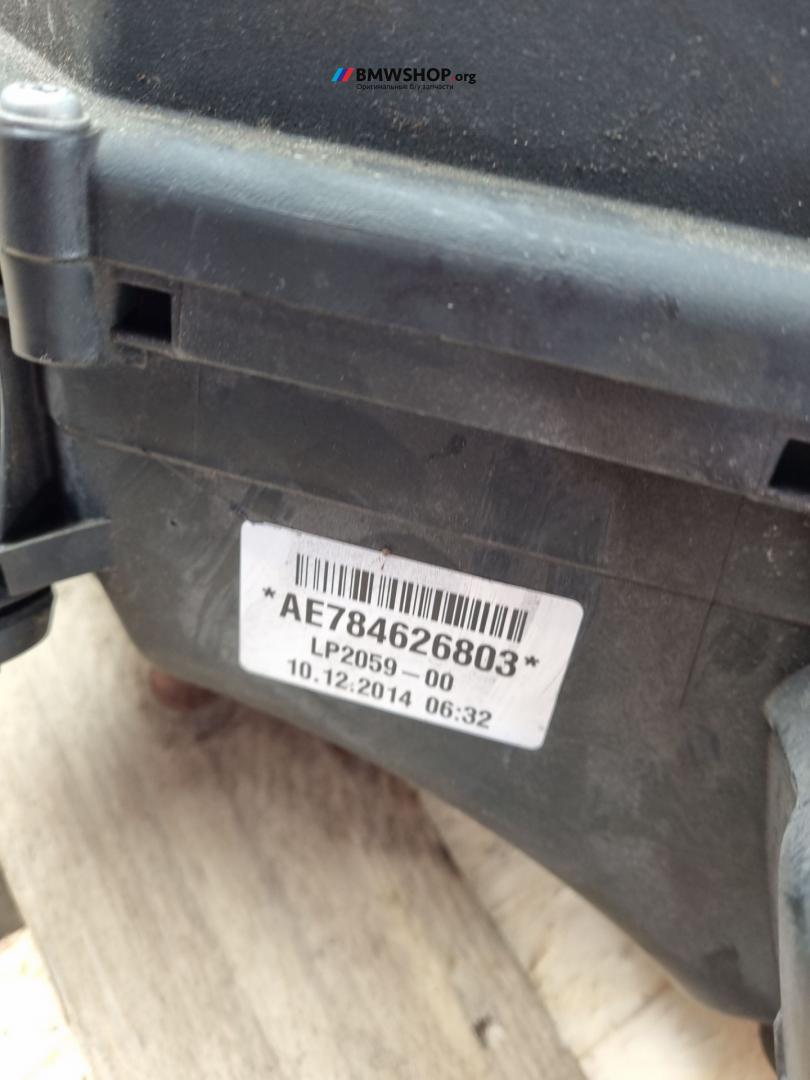 BMWSHOP.org
Оригинальные б/у запчасти
*AE784626803*
LP2059-00
10.12.2014 06:32